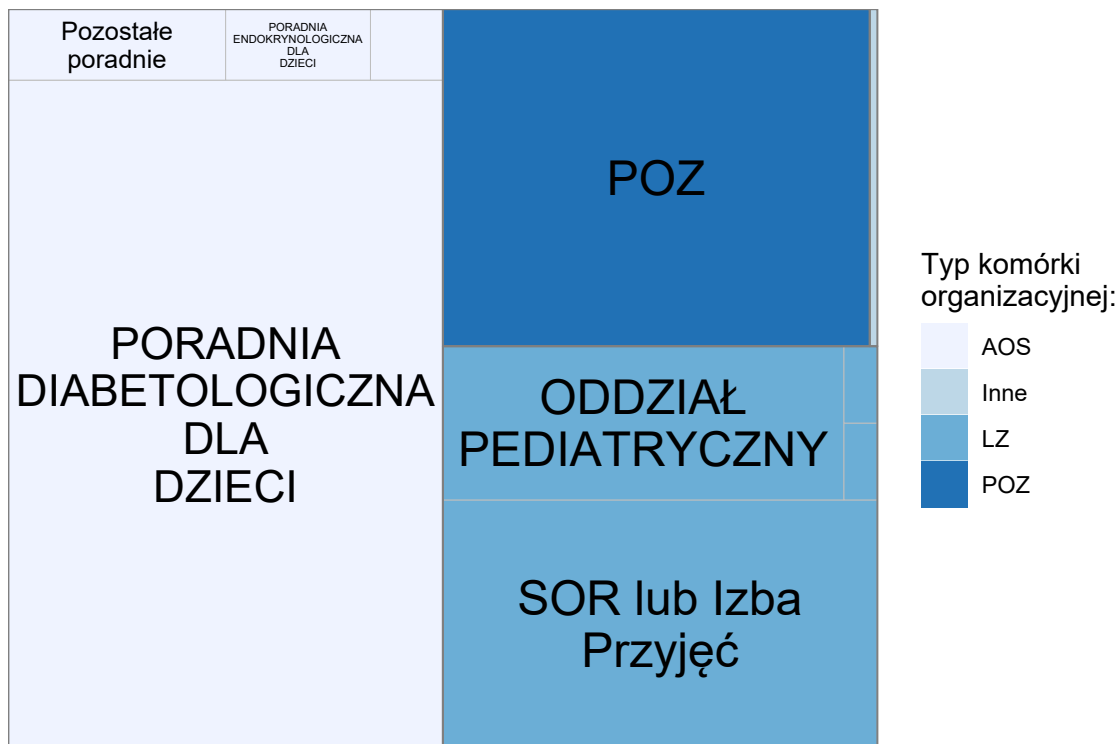 Pozostałe
poradnie
PORADNIA
ENDOKRYNOLOGICZNA
DLA
DZIECI
PORADNIA
DIABETOLOGICZNA
DLA
DZIECI
POZ
ODDZIAŁ
PEDIATRYCZNY
SOR lub Izba
Przyjęć
Typ komórki
organizacyjnej:
AOS
Inne
LZ
POZ